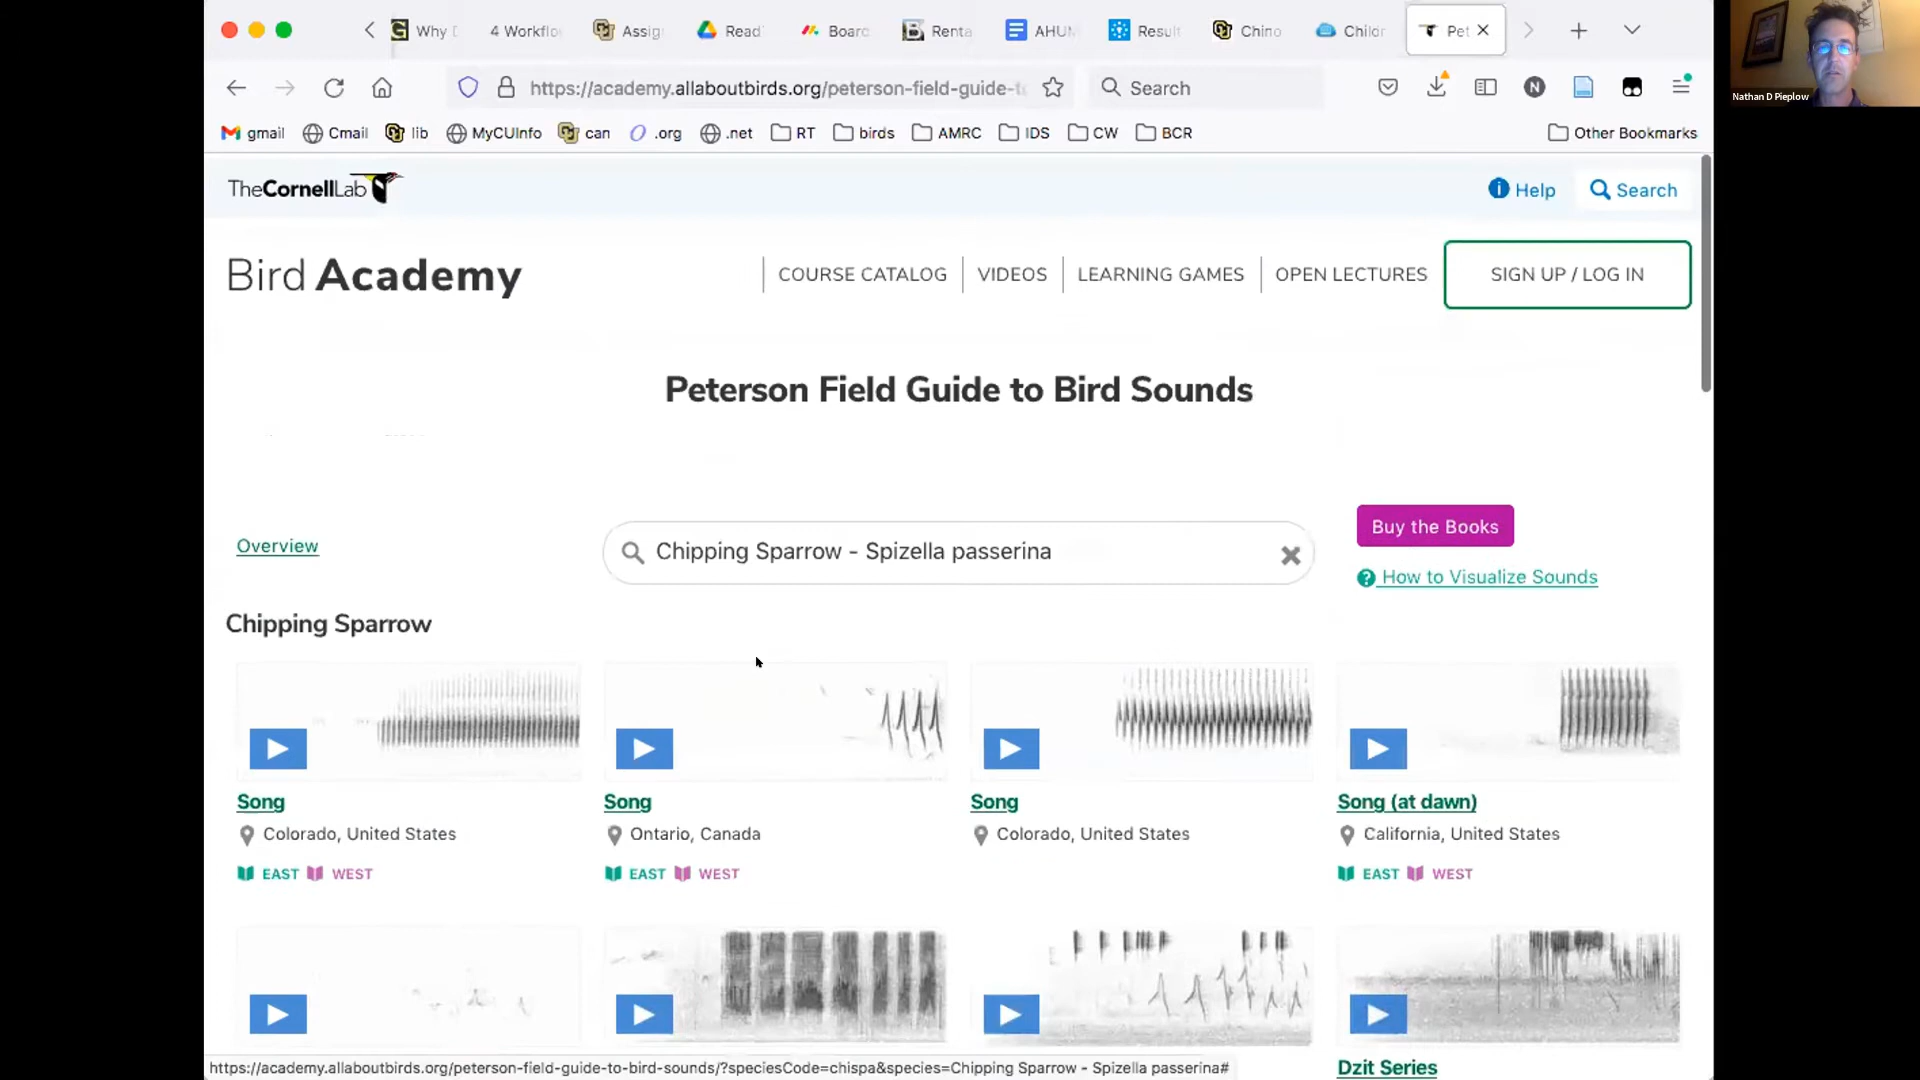 Why
4 Workflo
Assig
Read
Boarc
Renta
AHUM
Result
Chino
Childr
Pet
https://academy.allaboutbirds.org/peterson-field-guide-t
Search
gmail
Cmail
lib
MyCUInfo
can
.org
.net
RT
birds
AMRC
IDS
CW
BCR
Other Bookmarks
TheCornellLab
Help
Search
Bird Academy
COURSE CATALOG
VIDEOS
LEARNING GAMES
OPEN LECTURES
SIGN UP / LOG IN
Peterson Field Guide to Bird Sounds
Overview
Chipping Sparrow - Spizella passerina
Buy the Books
How to Visualize Sounds
Chipping Sparrow
Song
Colorado, United States
EAST WEST
Song
Ontario, Canada
EAST WEST
Song
Colorado, United States
Song (at dawn)
California, United States
EAST WEST
Dzit Series
https://academy.allaboutbirds.org/peterson-field-guide-to-bird-sounds/?speciesCode=chispa&species=Chipping Sparrow - Spizella passerina#
Nathan D Pieplow